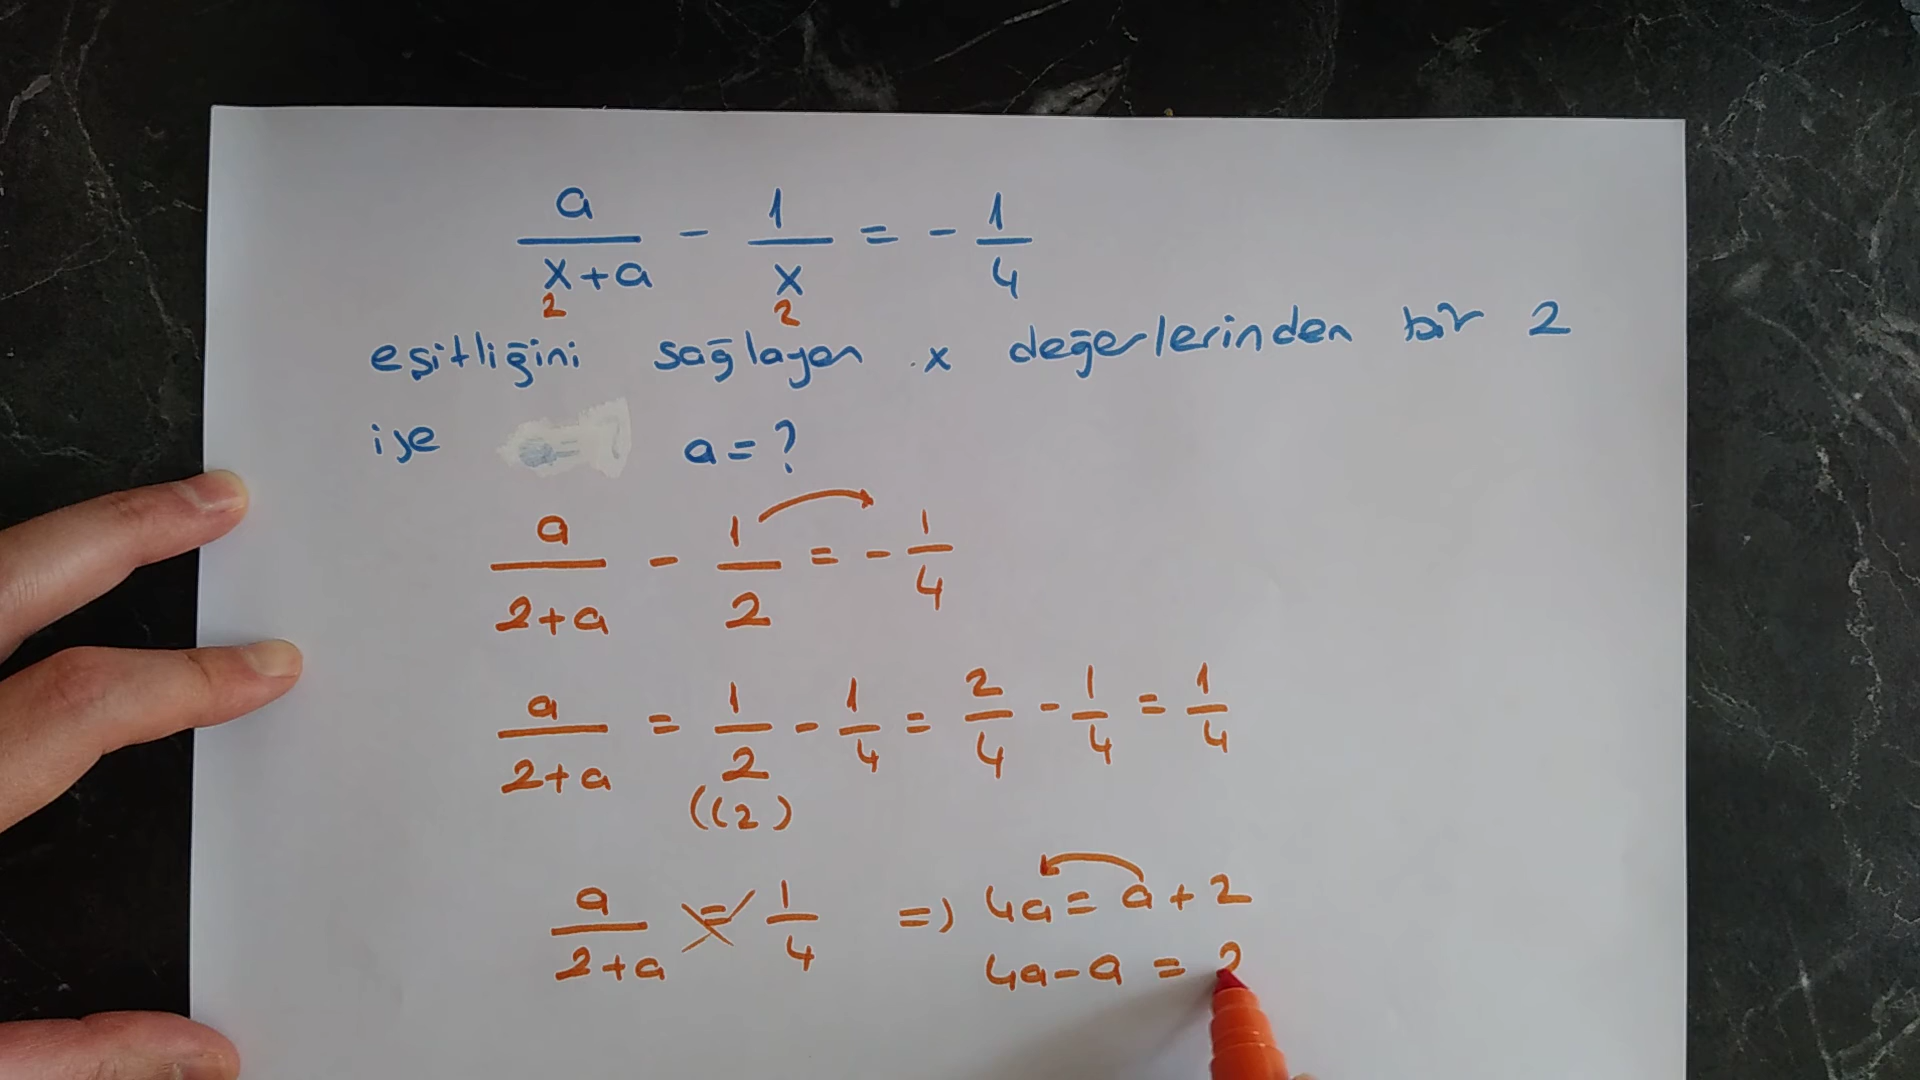 a/(x+a) - 1/x = - 1/4
2 2
eşitliğini sağlayan x değerlerinden bir 2
ise a = ?
a/(2+a) - 1/2 = - 1/4
a/(2+a) = 1/2 - 1/4 = 2/4 - 1/4 = 1/4
((2)
a/(2+a) = 1/4 => 4a = a + 2
4a - a = 2